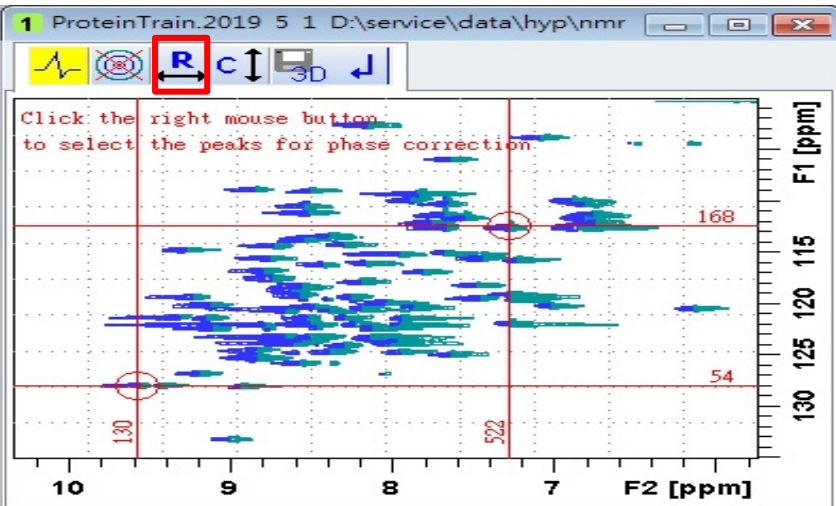 1 ProteinTrain.2019 5 1 D:\service\data\hyp\nmr
R C 3D
Click the right mouse button
to select the peaks for phase correction
168
54
130
522
F1 [ppm]
115
120
125
130
10 9 8 7 F2 [ppm]